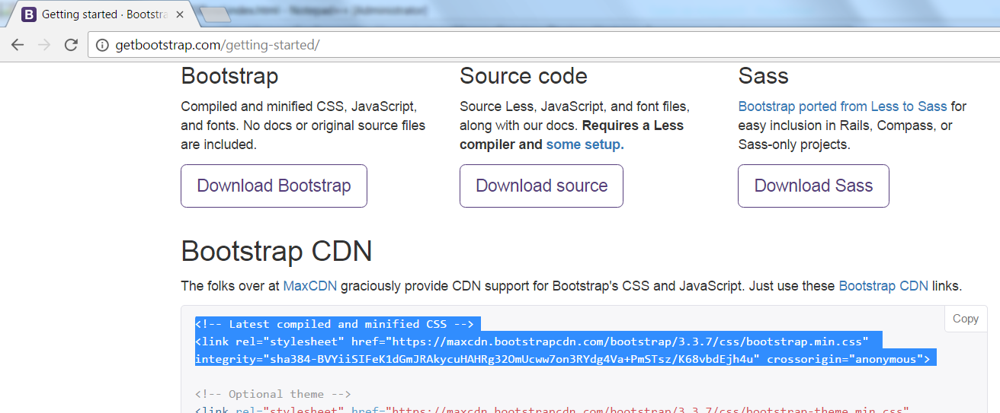 index.html - Notepad++ [Administrator]
B Getting started · Bootstra
getbootstrap.com/getting-started/
Bootstrap
Compiled and minified CSS, JavaScript,
and fonts. No docs or original source files
are included.
Download Bootstrap
Source code
Source Less, JavaScript, and font files,
along with our docs. Requires a Less
compiler and some setup.
Download source
Sass
Bootstrap ported from Less to Sass for
easy inclusion in Rails, Compass, or
Sass-only projects.
Download Sass
Bootstrap CDN
The folks over at MaxCDN graciously provide CDN support for Bootstrap's CSS and JavaScript. Just use these Bootstrap CDN links.
Copy
<!-- Latest compiled and minified CSS -->
<link rel="stylesheet" href="https://maxcdn.bootstrapcdn.com/bootstrap/3.3.7/css/bootstrap.min.css"
integrity="sha384-BVYiiSIFeK1dGmJRAkycuHAHRg32OmUcww7on3RYdg4Va+PmSTsz/K68vbdEjh4u" crossorigin="anonymous">
<!-- Optional theme -->
<link rel="stylesheet" href="https://maxcdn.bootstrapcdn.com/bootstrap/3.3.7/css/bootstrap-theme.min.css"